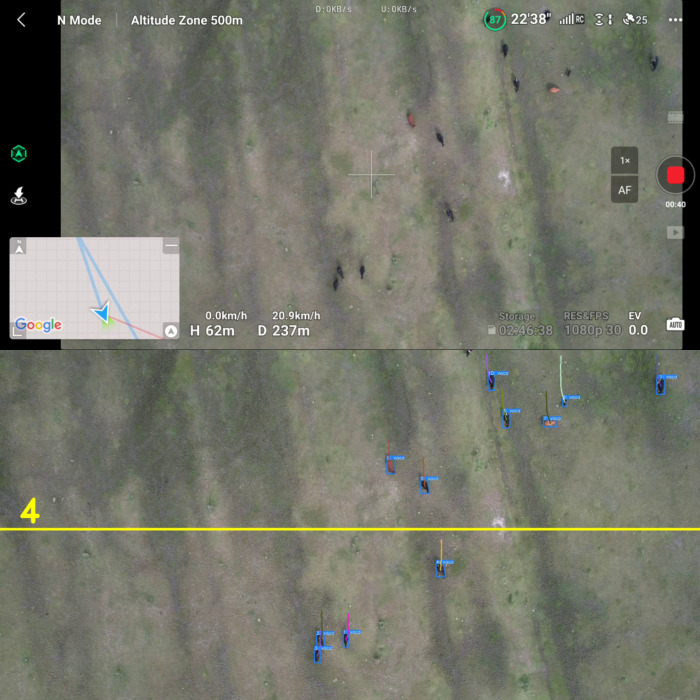 D:0KB/s U:0KB/s
N Mode Altitude Zone 500m 87 22'38" RC 25
1×
AF
00:40
N
Google
0.0km/h 20.9km/h
H 62m D 237m
Storage RES&FPS EV
02:46:38 1080p 30 0.0
AUTO
4